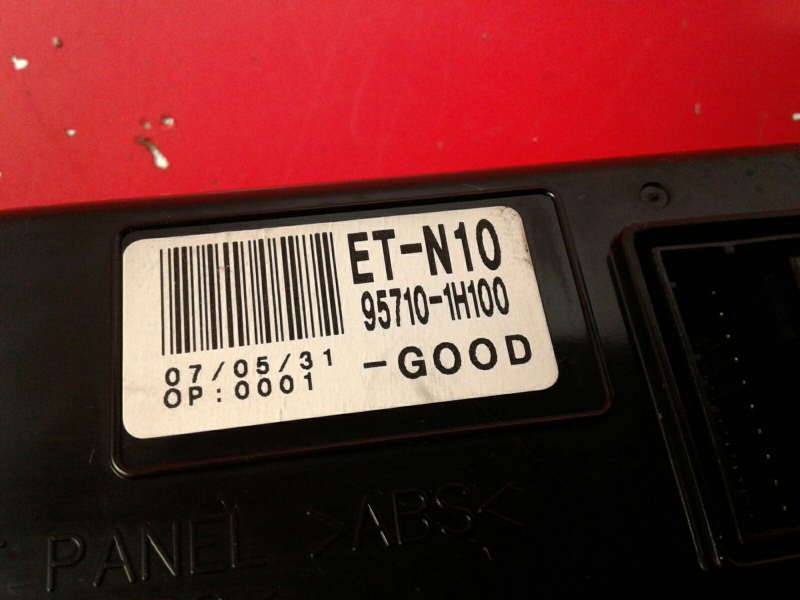 ET-N10
95710-1H100
-GOOD
07/05/31
OP:0001
PANEL >ABS<